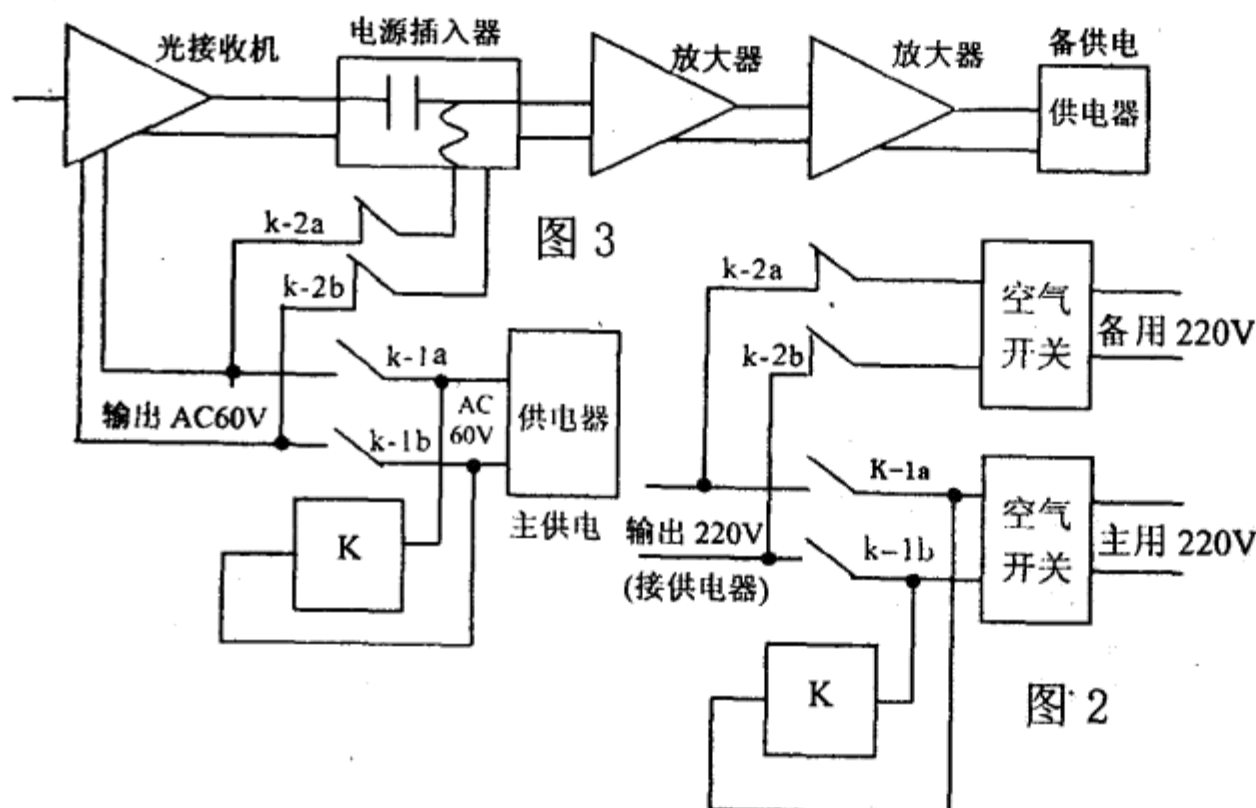 光接收机
电源插入器
放大器
放大器
备供电
供电器
k-2a
图 3
k-2b
k-1a
输出 AC60V
k-1b
AC
60V
供电器
主供电
K
k-2a
空气
开关
备用 220V
k-2b
K-1a
输出 220V
k-1b
(接供电器)
空气
开关
主用 220V
K
图 2